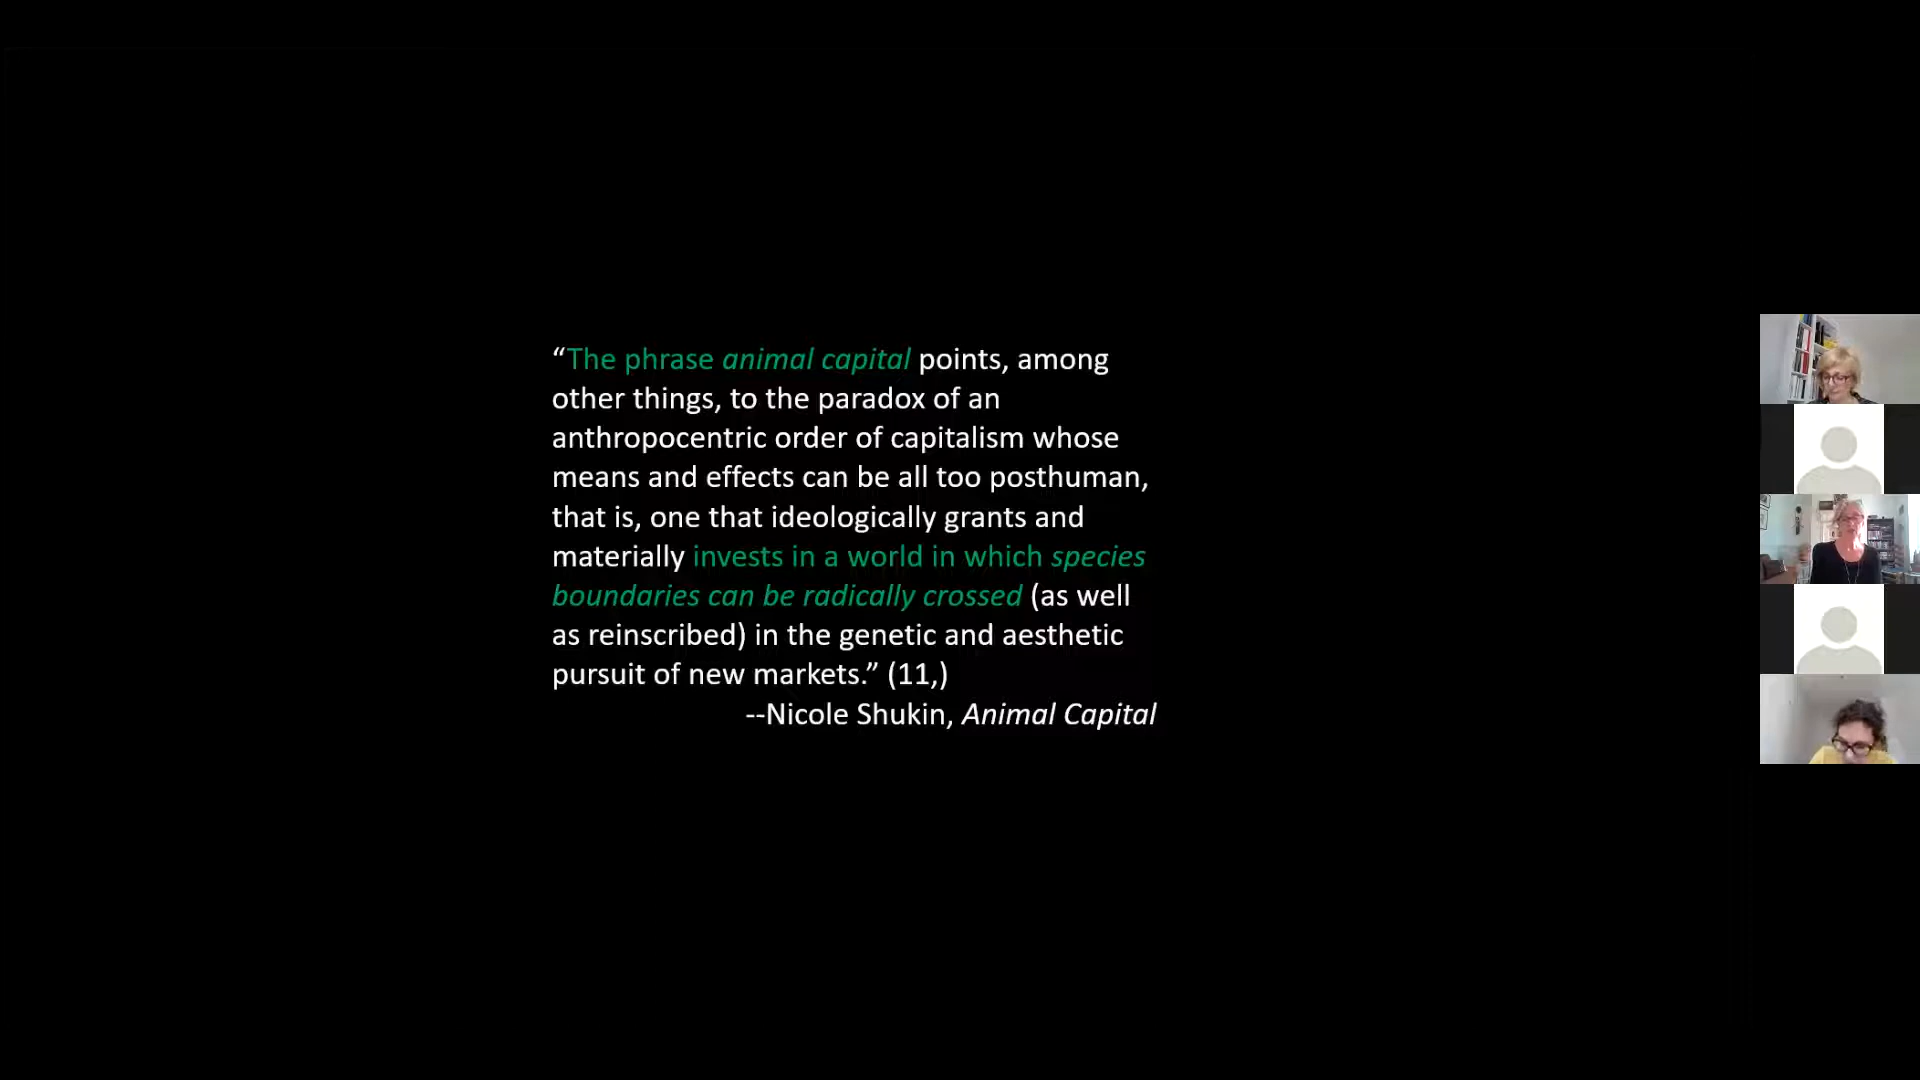 “The phrase animal capital points, among
other things, to the paradox of an
anthropocentric order of capitalism whose
means and effects can be all too posthuman,
that is, one that ideologically grants and
materially invests in a world in which species
boundaries can be radically crossed (as well
as reinscribed) in the genetic and aesthetic
pursuit of new markets.” (11,)
--Nicole Shukin, Animal Capital